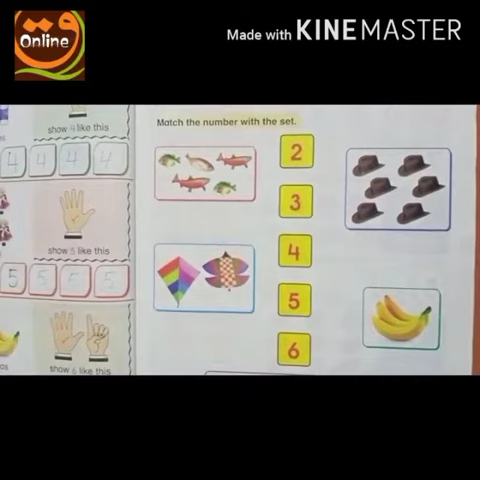 ق
Online
Made with KINEMASTER
show 4 like this
4 4 4 4
show 5 like this
5 5 5 5
show 6 like this
Match the number with the set.
2
3
4
5
6